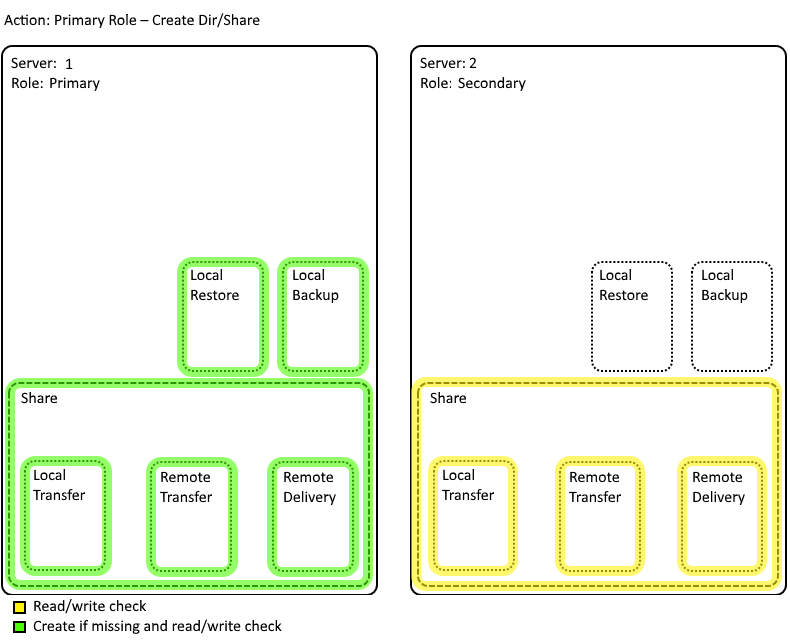 Action: Primary Role – Create Dir/Share
Server: 1
Role: Primary
Local
Restore
Local
Backup
Share
Local
Transfer
Remote
Transfer
Remote
Delivery
Server: 2
Role: Secondary
Local
Restore
Local
Backup
Share
Local
Transfer
Remote
Transfer
Remote
Delivery
Read/write check
Create if missing and read/write check